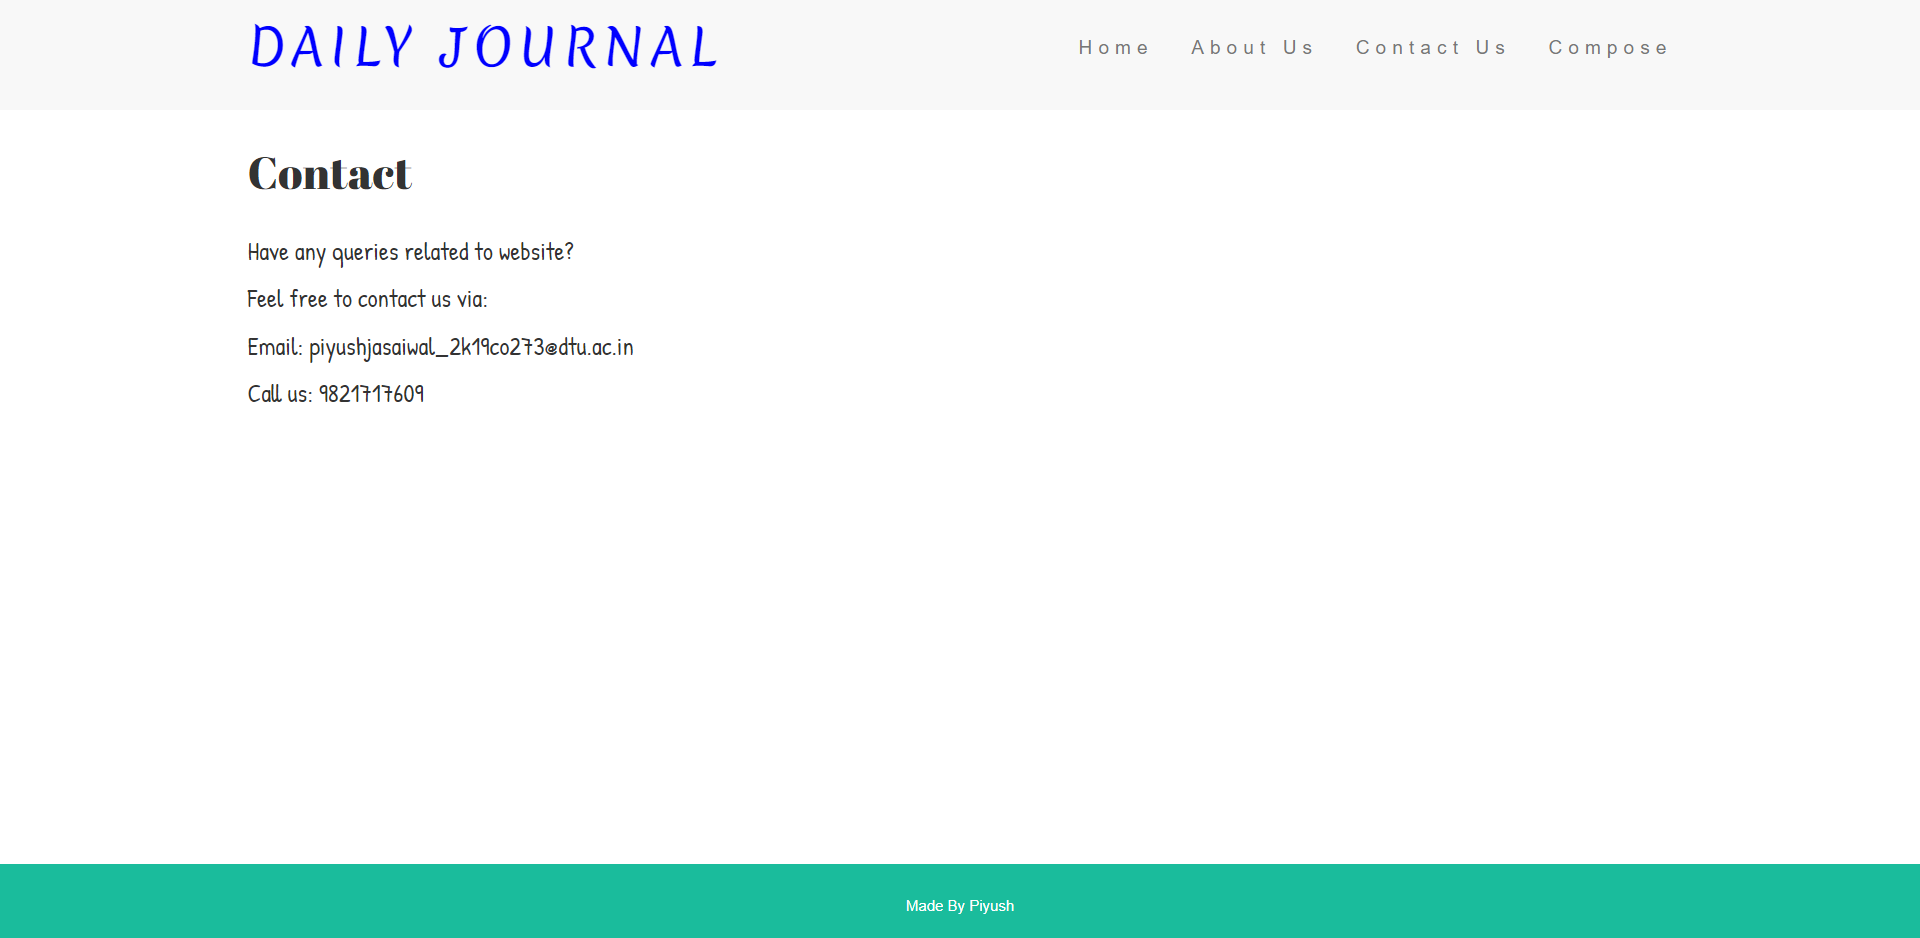 DAILY JOURNAL
Home About Us Contact Us Compose
Contact
Have any queries related to website?
Feel free to contact us via:
Email: piyushjasaiwal_2k19co273@dtu.ac.in
Call us: 9821717609
Made By Piyush